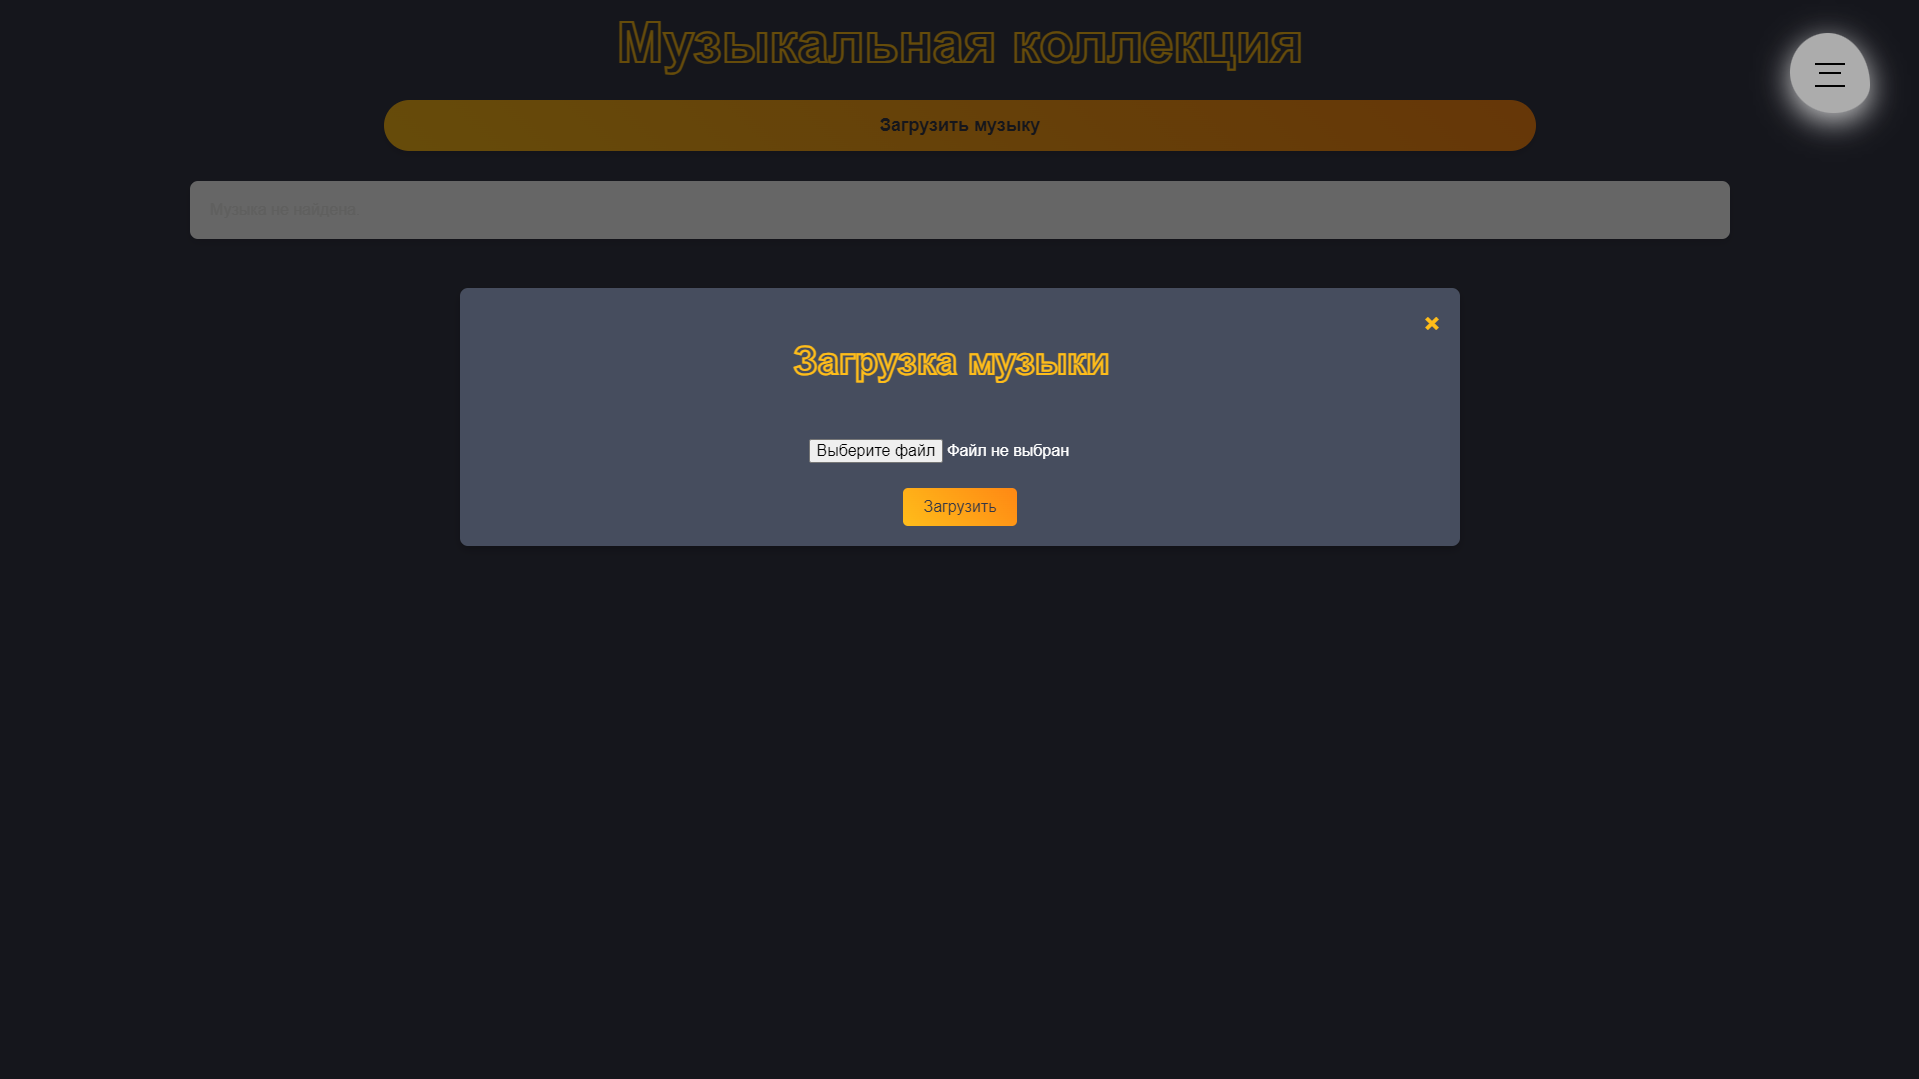 Музыкальная коллекция
Загрузить музыку
Музыка не найдена.
×
Загрузка музыки
Выберите файл Файл не выбран
Загрузить